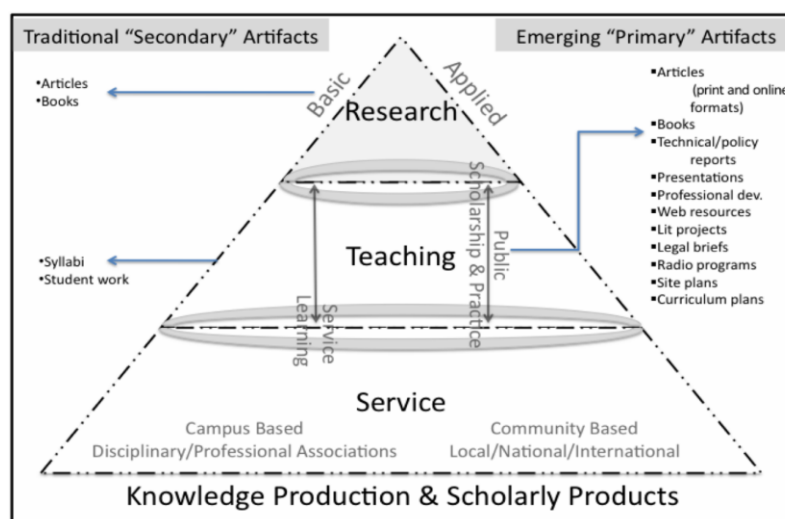 Traditional “Secondary” Artifacts
Emerging “Primary” Artifacts
•Articles
•Books
Basic
Applied
Research
▪Articles
(print and online
formats)
▪Books
▪Technical/policy
reports
▪Presentations
▪Professional dev.
▪Web resources
▪Lit projects
▪Legal briefs
▪Radio programs
▪Site plans
▪Curriculum plans
•Syllabi
•Student work
Teaching
Public
Scholarship & Practice
Service
Learning
Service
Campus Based
Disciplinary/Professional Associations
Community Based
Local/National/International
Knowledge Production & Scholarly Products